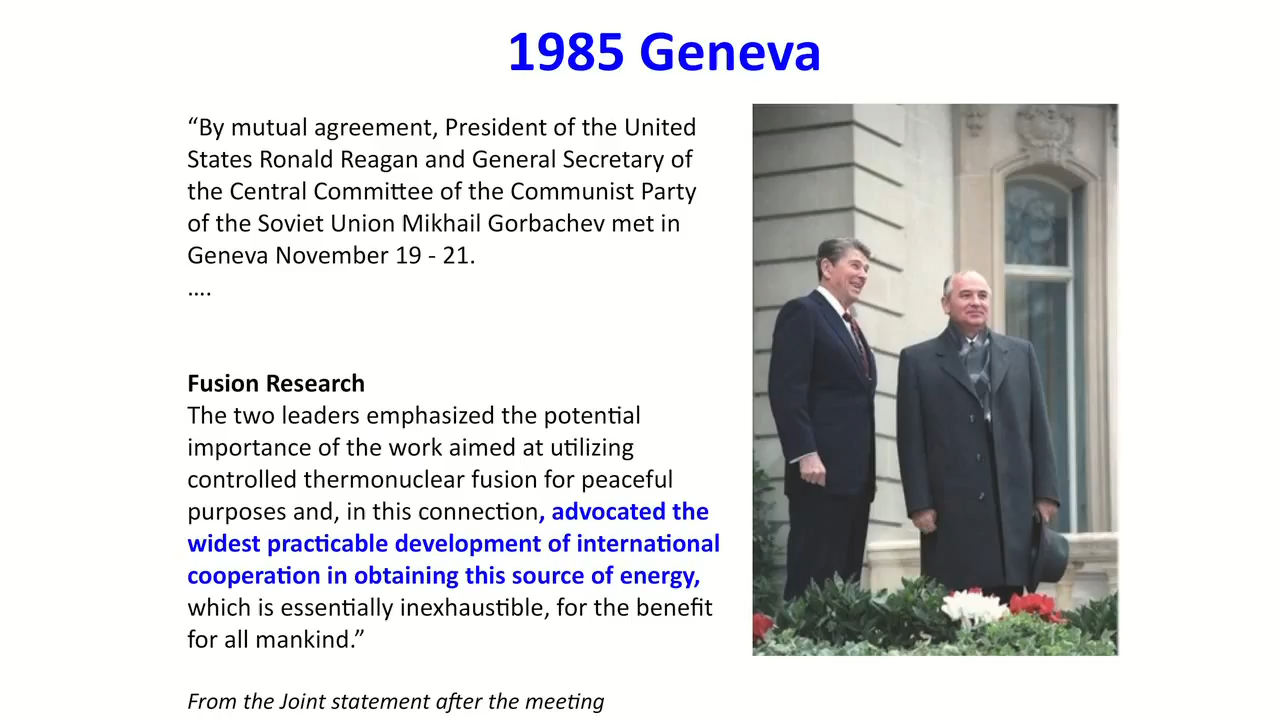 1985 Geneva
“By mutual agreement, President of the United
States Ronald Reagan and General Secretary of
the Central Committee of the Communist Party
of the Soviet Union Mikhail Gorbachev met in
Geneva November 19 - 21.
....
Fusion Research
The two leaders emphasized the potential
importance of the work aimed at utilizing
controlled thermonuclear fusion for peaceful
purposes and, in this connection, advocated the
widest practicable development of international
cooperation in obtaining this source of energy,
which is essentially inexhaustible, for the benefit
for all mankind.”
From the Joint statement after the meeting